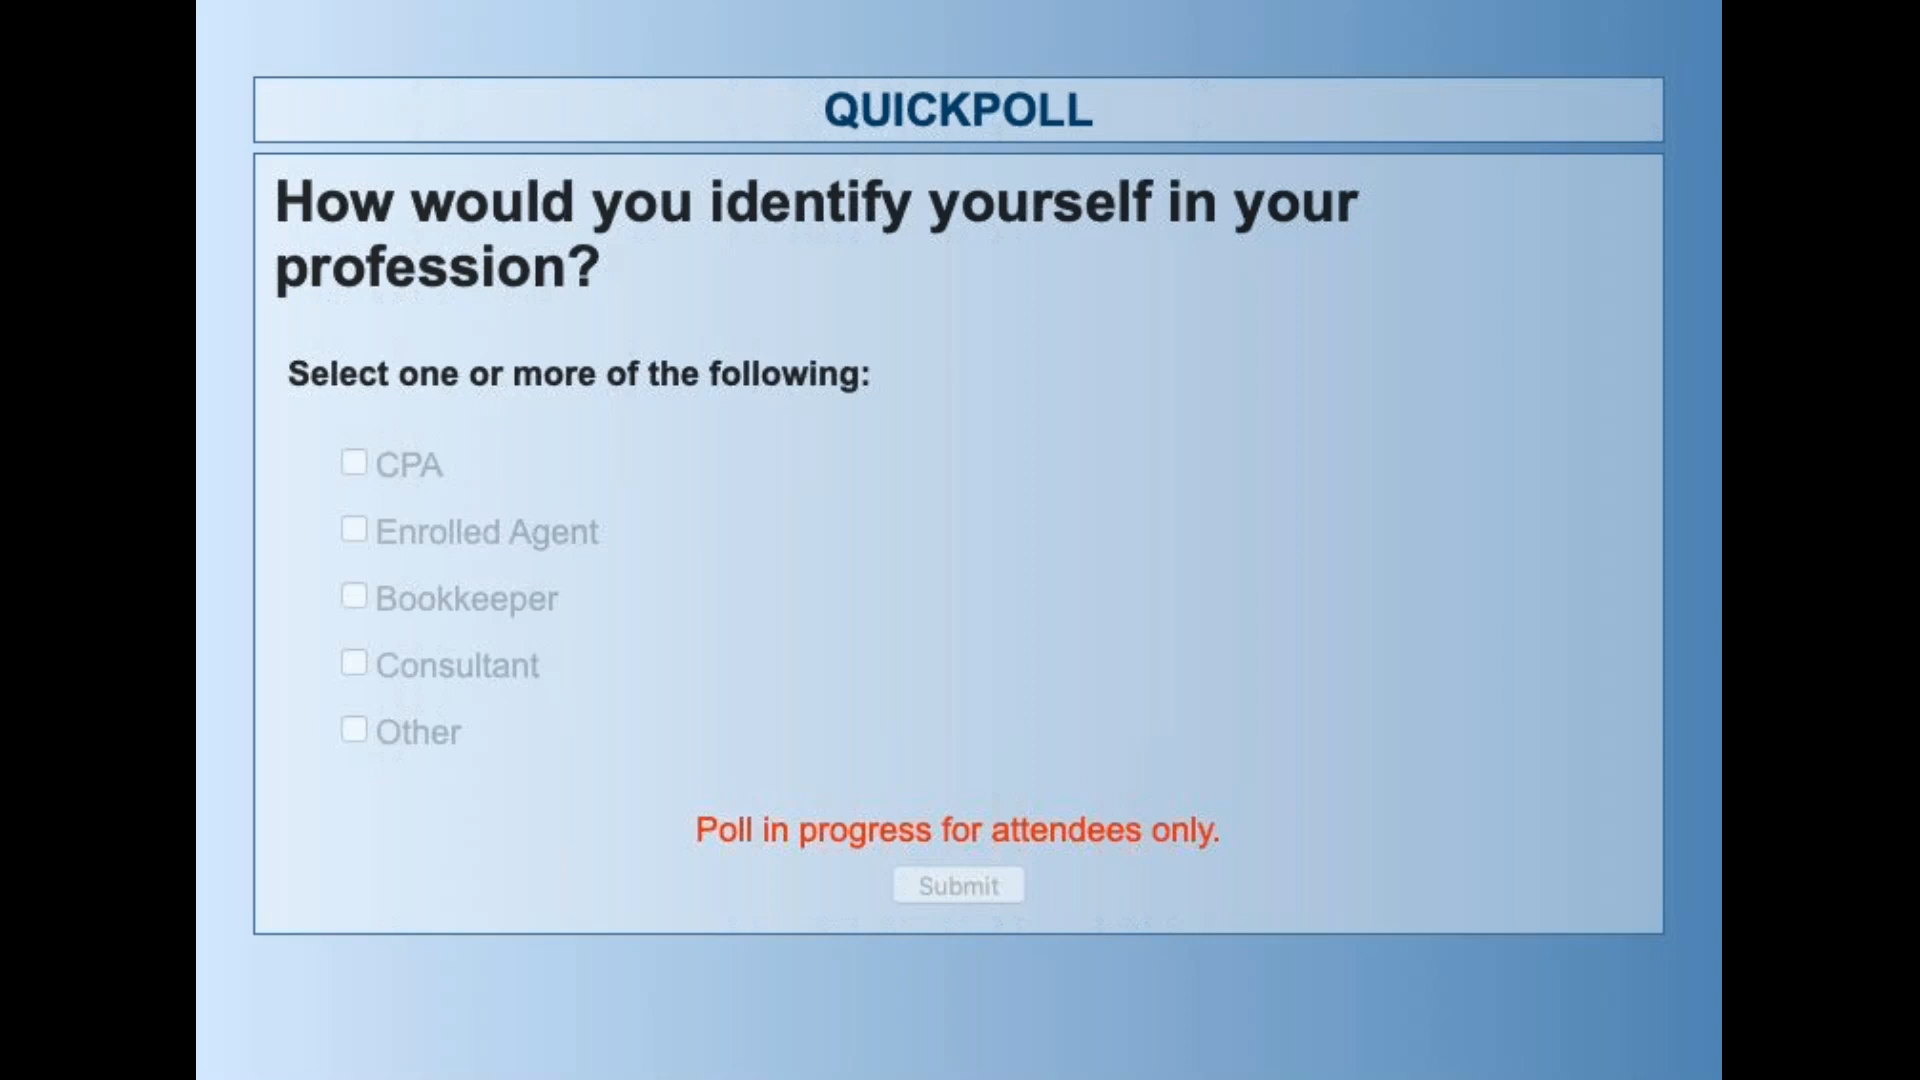 QUICKPOLL
How would you identify yourself in your
profession?
Select one or more of the following:
CPA
Enrolled Agent
Bookkeeper
Consultant
Other
Poll in progress for attendees only.
Submit